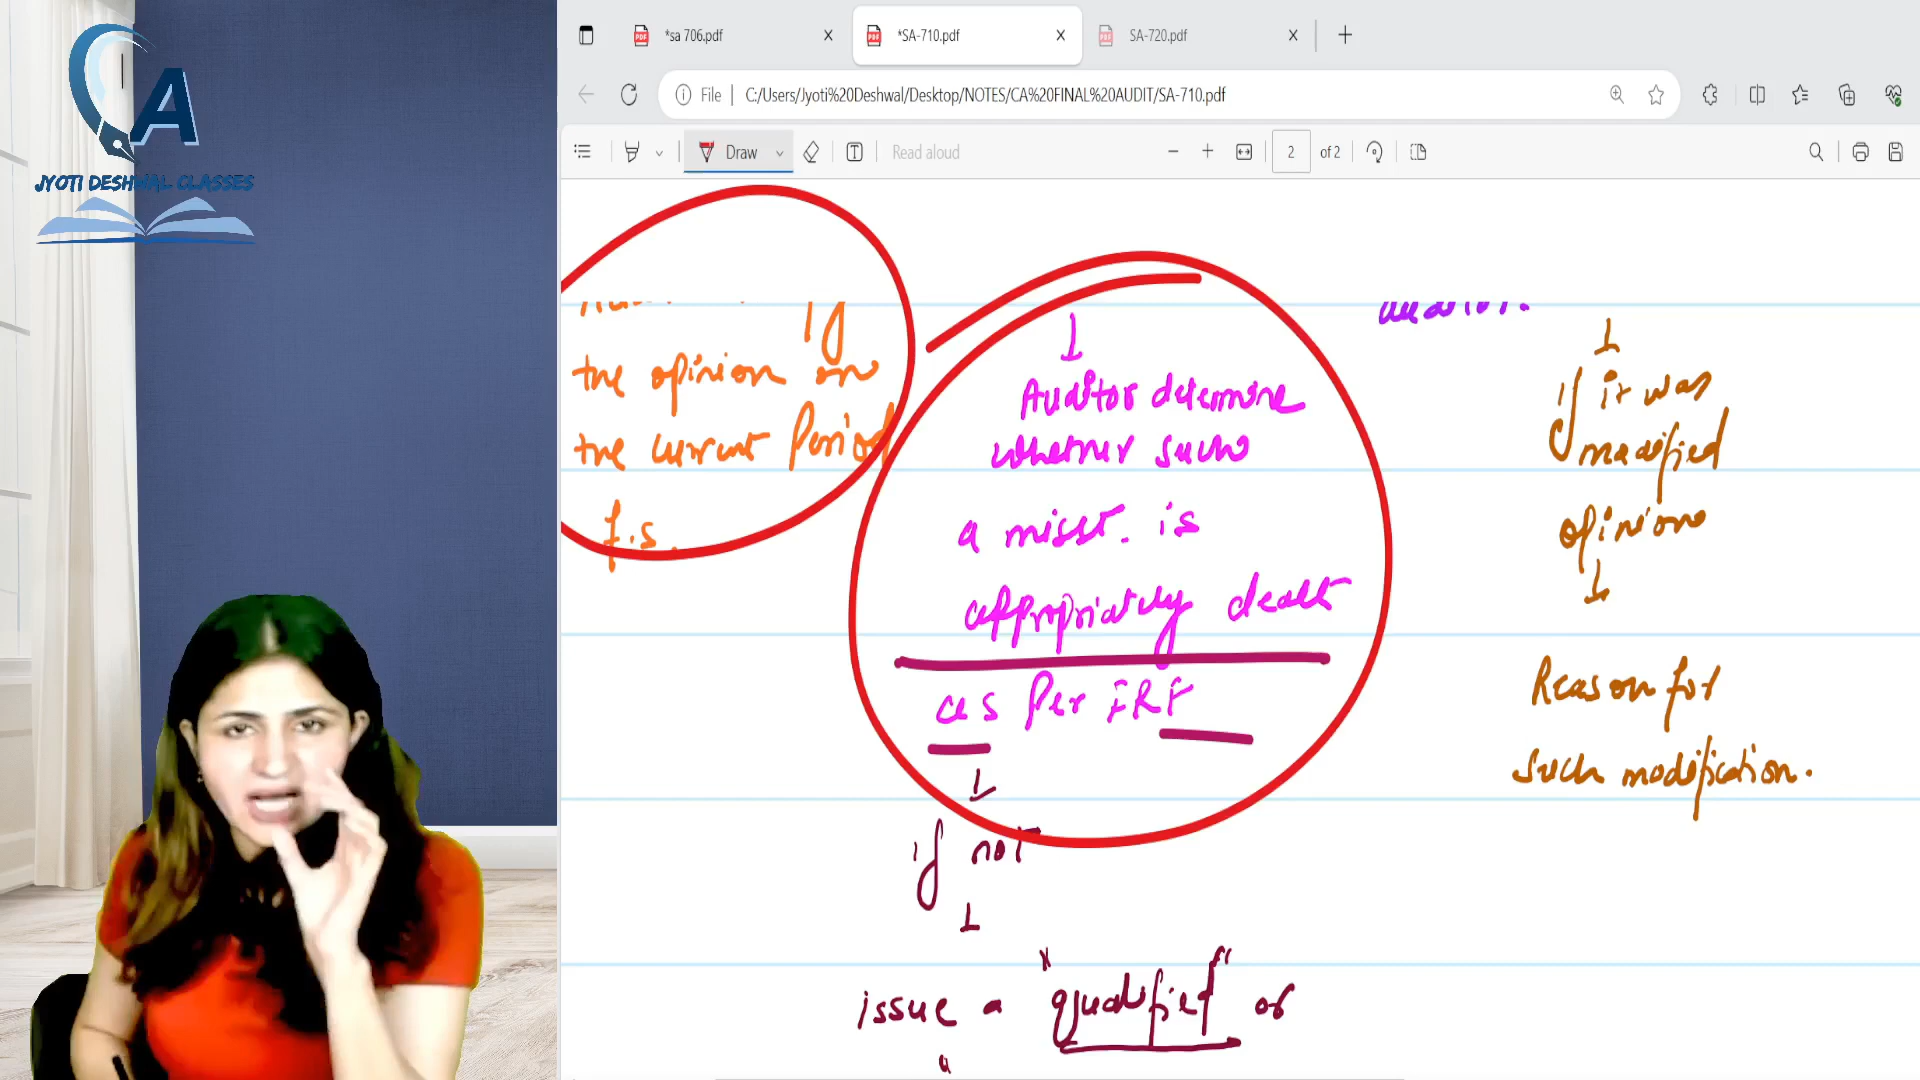 CA
JYOTI DESHWAL CLASSES
*sa 706.pdf
*SA-710.pdf
SA-720.pdf
File
C:/Users/Jyoti%20Deshwal/Desktop/NOTES/CA%20FINAL%20AUDIT/SA-710.pdf
Draw
Read aloud
2 of 2
the opinion on
the current Period
f.s.
Auditor determine
whether such
a misst. is
appropriately dealt
as Per FRF
if not
issue a "qualified" or
auditor.
if it was
modified
opinion
Reason for
such modification.